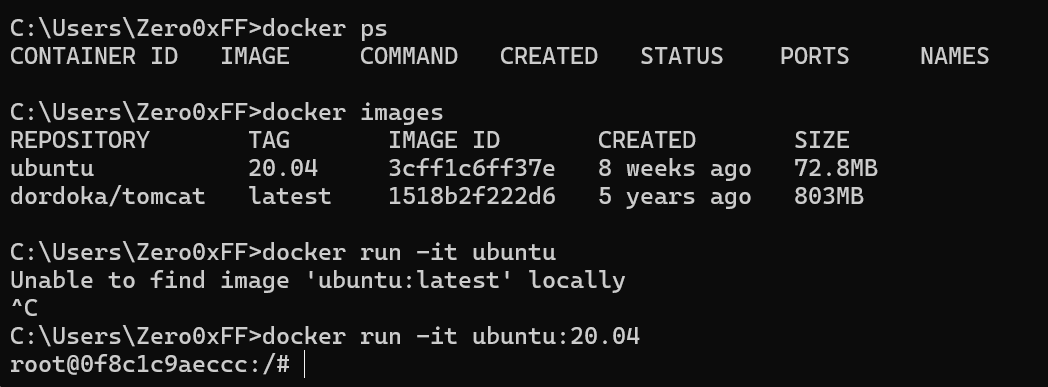 C:\Users\Zero0xFF>docker ps
CONTAINER ID   IMAGE     COMMAND   CREATED   STATUS    PORTS     NAMES
C:\Users\Zero0xFF>docker images
REPOSITORY       TAG       IMAGE ID       CREATED       SIZE
ubuntu           20.04     3cff1c6ff37e   8 weeks ago   72.8MB
dordoka/tomcat   latest    1518b2f222d6   5 years ago   803MB
C:\Users\Zero0xFF>docker run -it ubuntu
Unable to find image 'ubuntu:latest' locally
^C
C:\Users\Zero0xFF>docker run -it ubuntu:20.04
root@0f8c1c9aeccc:/#